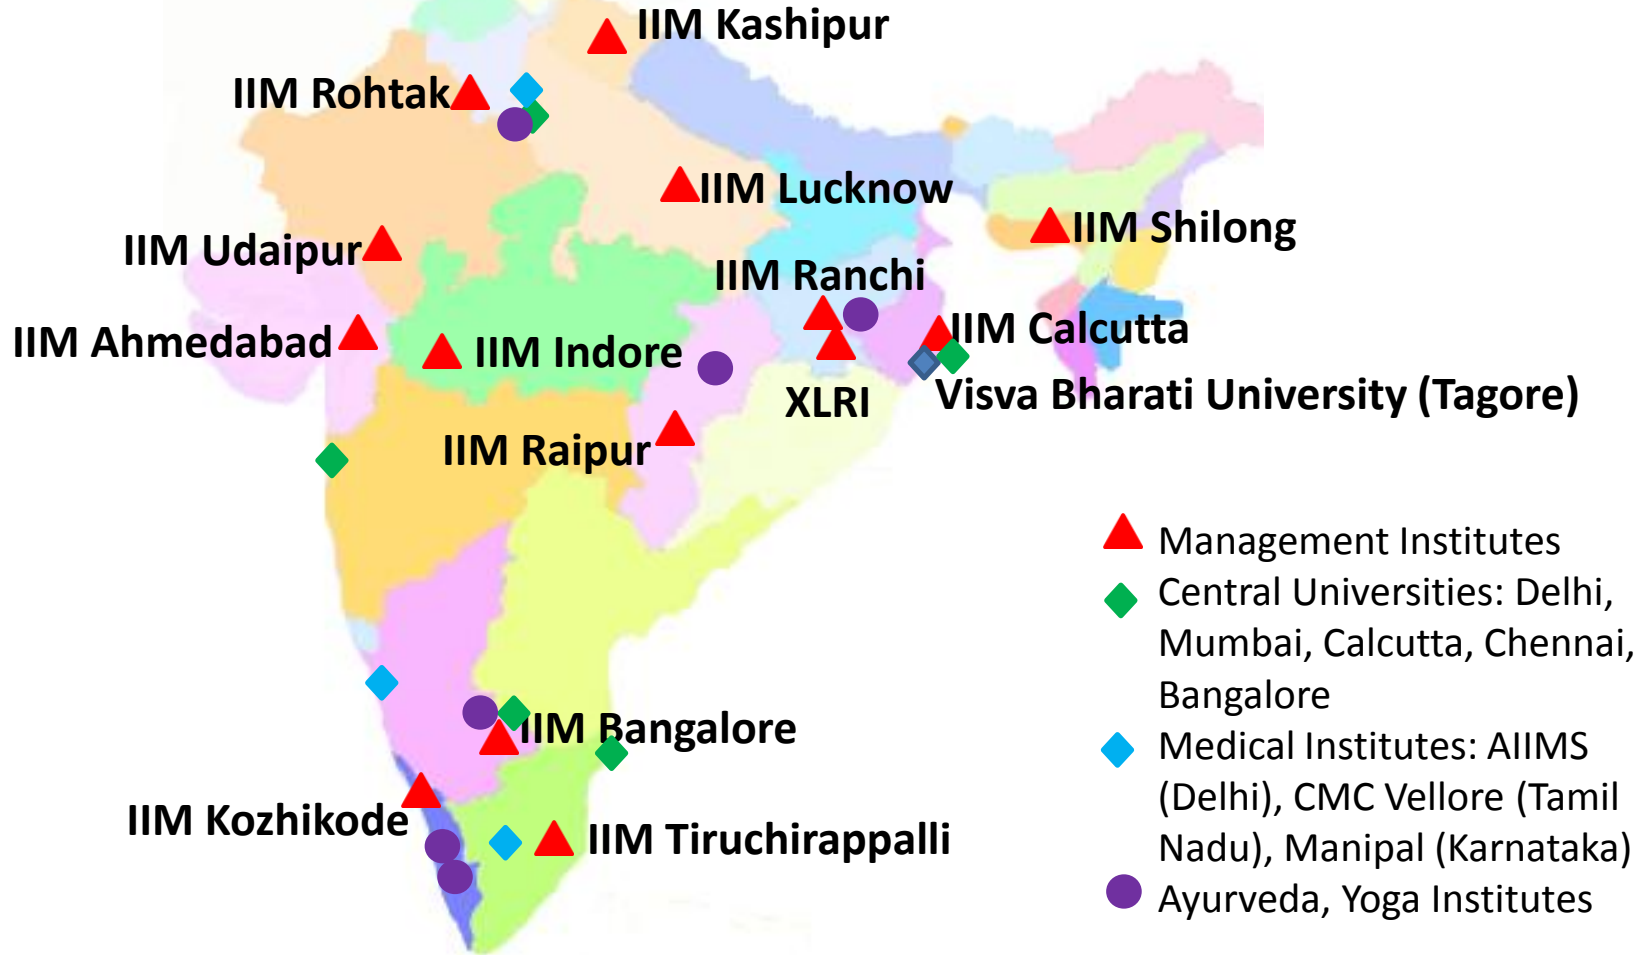 IIM Kashipur
IIM Rohtak
IIM Lucknow
IIM Shilong
IIM Udaipur
IIM Ranchi
IIM Calcutta
IIM Ahmedabad
IIM Indore
XLRI
Visva Bharati University (Tagore)
IIM Raipur
Management Institutes
Central Universities: Delhi,
Mumbai, Calcutta, Chennai,
Bangalore
Medical Institutes: AIIMS
(Delhi), CMC Vellore (Tamil
Nadu), Manipal (Karnataka)
Ayurveda, Yoga Institutes
IIM Bangalore
IIM Kozhikode
IIM Tiruchirappalli